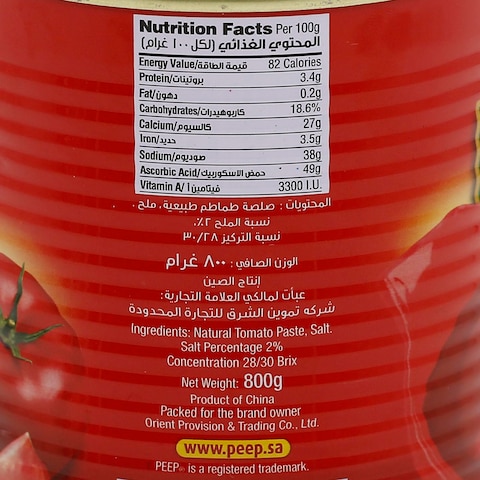 Nutrition Facts Per 100g
المحتوي الغذائي (لكل ١٠٠ غرام)
Energy Value/قيمة الطاقة 82 Calories
Protein/بروتينات 3.4g
Fat/دهون 0.2g
Carbohydrates/كاربوهيدرات 18.6%
Calcium/كالسيوم 27g
Iron/حديد 3.5g
Sodium/صوديوم 38g
Ascorbic Acid/حمض الاسكوربيك 49g
Vitamin A/فيتامين أ 3300 I.U.
المحتويات : صلصة طماطم طبيعية، ملح .
نسبة الملح ٢٪
نسبة التركيز ٣٠/٢٨
الوزن الصافي : ٨٠٠ غرام
إنتاج الصين
عبأت لمالكي العلامة التجارية:
شركه تموين الشرق للتجارة المحدودة
Ingredients: Natural Tomato Paste, Salt.
Salt Percentage 2%
Concentration 28/30 Brix
Net Weight: 800g
Product of China
Packed for the brand owner
Orient Provision & Trading Co., Ltd.
www.peep.sa
PEEP® is a registered trademark.